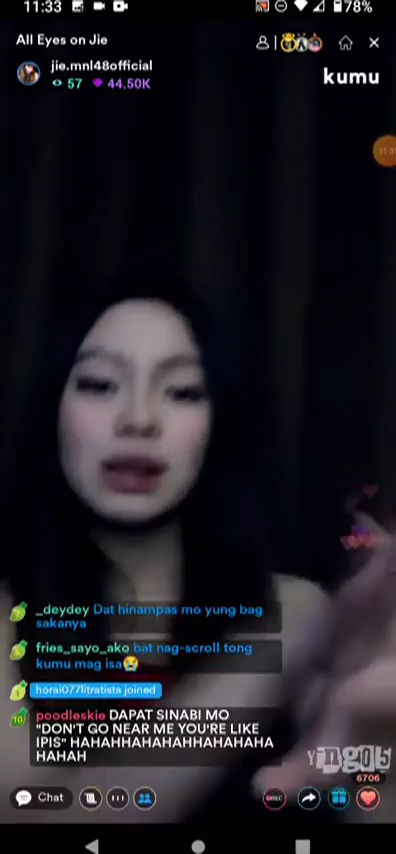 11:33
78%
All Eyes on Jie
jie.mnl48official
57 44.50K
kumu
_deydey Dat hinampas mo yung bag
sakanya
fries_sayo_ako bat nag-scroll tong
kumu mag isa😭
horai077litratista joined
10 poodleskie DAPAT SINABI MO
"DON'T GO NEAR ME YOU'RE LIKE
IPIS" HAHAHHAHAHAHHAHAHAHA
HAHAH
Yingo15
6706
Chat